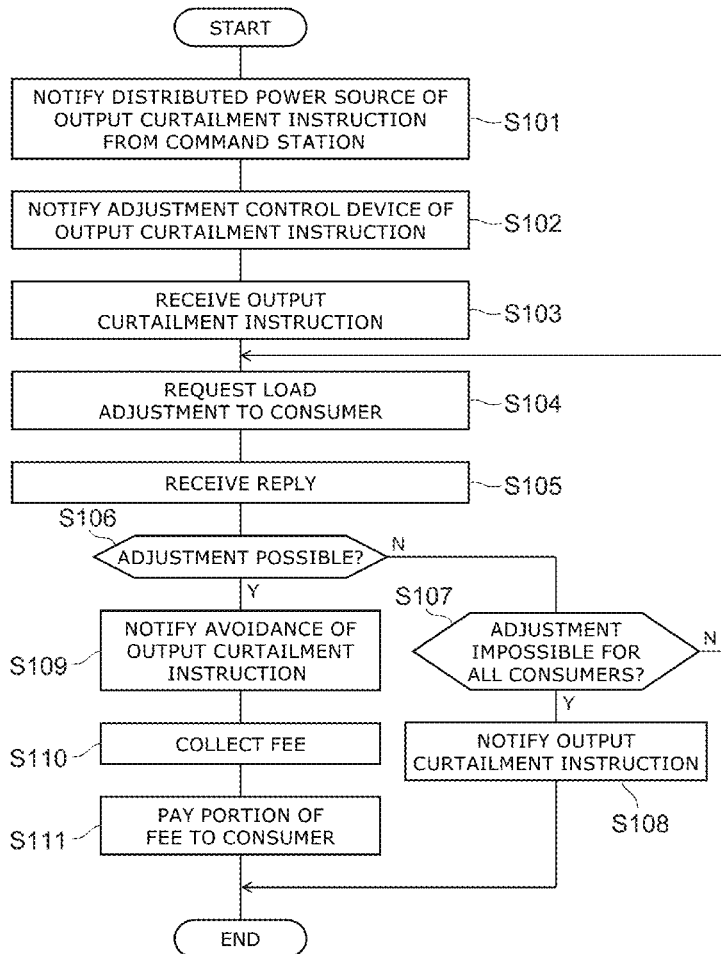 START
NOTIFY DISTRIBUTED POWER SOURCE OF
OUTPUT CURTAILMENT INSTRUCTION
FROM COMMAND STATION
S101
NOTIFY ADJUSTMENT CONTROL DEVICE OF
OUTPUT CURTAILMENT INSTRUCTION
S102
RECEIVE OUTPUT
CURTAILMENT INSTRUCTION
S103
REQUEST LOAD
ADJUSTMENT TO CONSUMER
S104
RECEIVE REPLY
S105
S106
ADJUSTMENT POSSIBLE?
N
Y
S107
ADJUSTMENT
IMPOSSIBLE FOR
ALL CONSUMERS?
N
Y
S109
NOTIFY AVOIDANCE OF
OUTPUT CURTAILMENT
INSTRUCTION
NOTIFY OUTPUT
CURTAILMENT INSTRUCTION
S108
S110
COLLECT FEE
S111
PAY PORTION OF
FEE TO CONSUMER
END